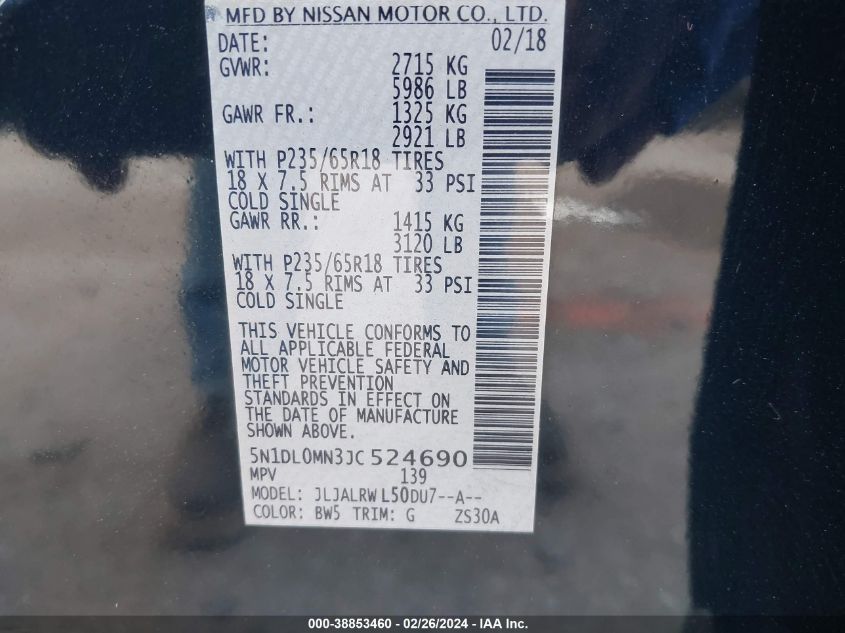 MFD BY NISSAN MOTOR CO., LTD.
DATE: 02/18
GVWR: 2715 KG
5986 LB
GAWR FR.: 1325 KG
2921 LB
WITH P235/65R18 TIRES
18 X 7.5 RIMS AT 33 PSI
COLD SINGLE
GAWR RR.: 1415 KG
3120 LB
WITH P235/65R18 TIRES
18 X 7.5 RIMS AT 33 PSI
COLD SINGLE
THIS VEHICLE CONFORMS TO
ALL APPLICABLE FEDERAL
MOTOR VEHICLE SAFETY AND
THEFT PREVENTION
STANDARDS IN EFFECT ON
THE DATE OF MANUFACTURE
SHOWN ABOVE.
5N1DL0MN3JC524690
MPV 139
MODEL: JLJALRW L50DU7--A--
COLOR: BW5 TRIM: G ZS30A
000-38853460 - 02/26/2024 - IAA Inc.